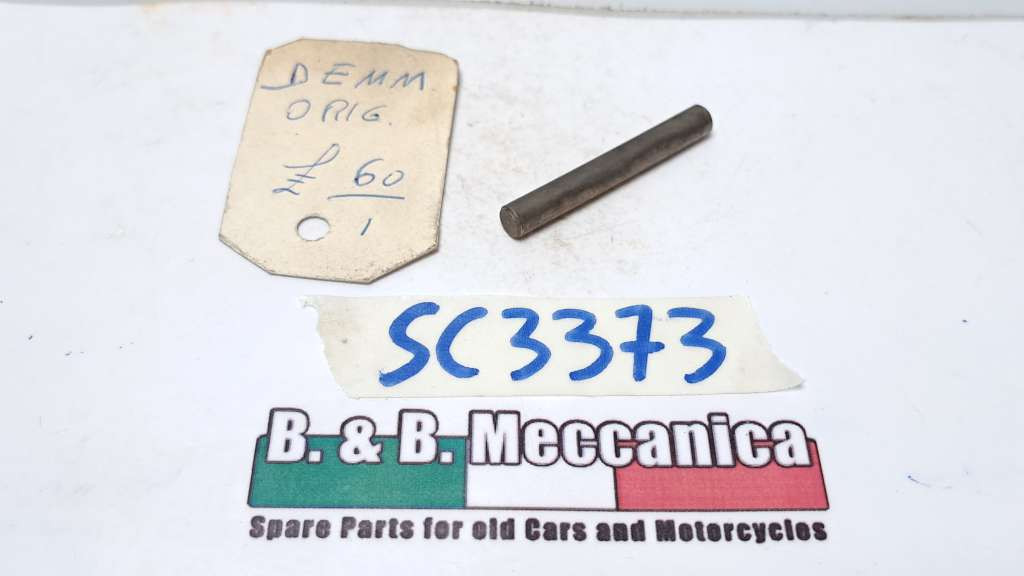 DEMM.
ORIG.
£ 60
1
SC3373
B. & B. Meccanica
Spare Parts for old Cars and Motorcycles